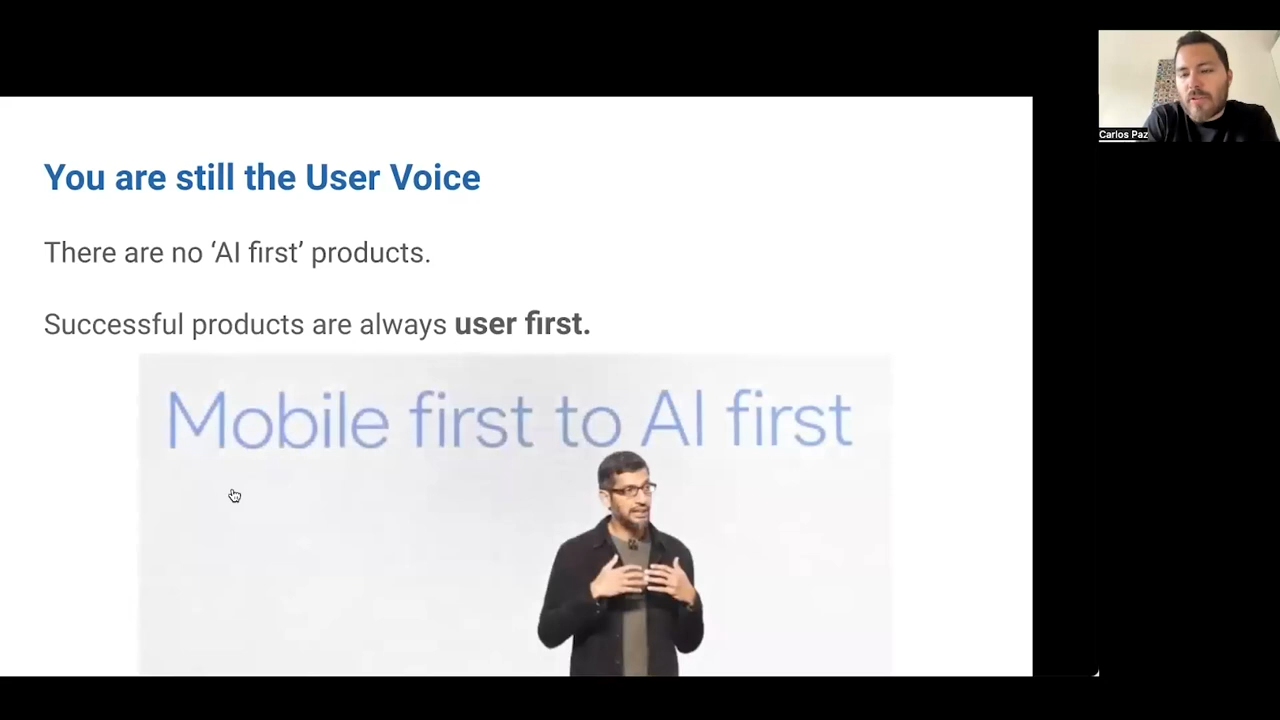 You are still the User Voice
There are no ‘AI first’ products.
Successful products are always user first.
Mobile first to AI first
Carlos Paz